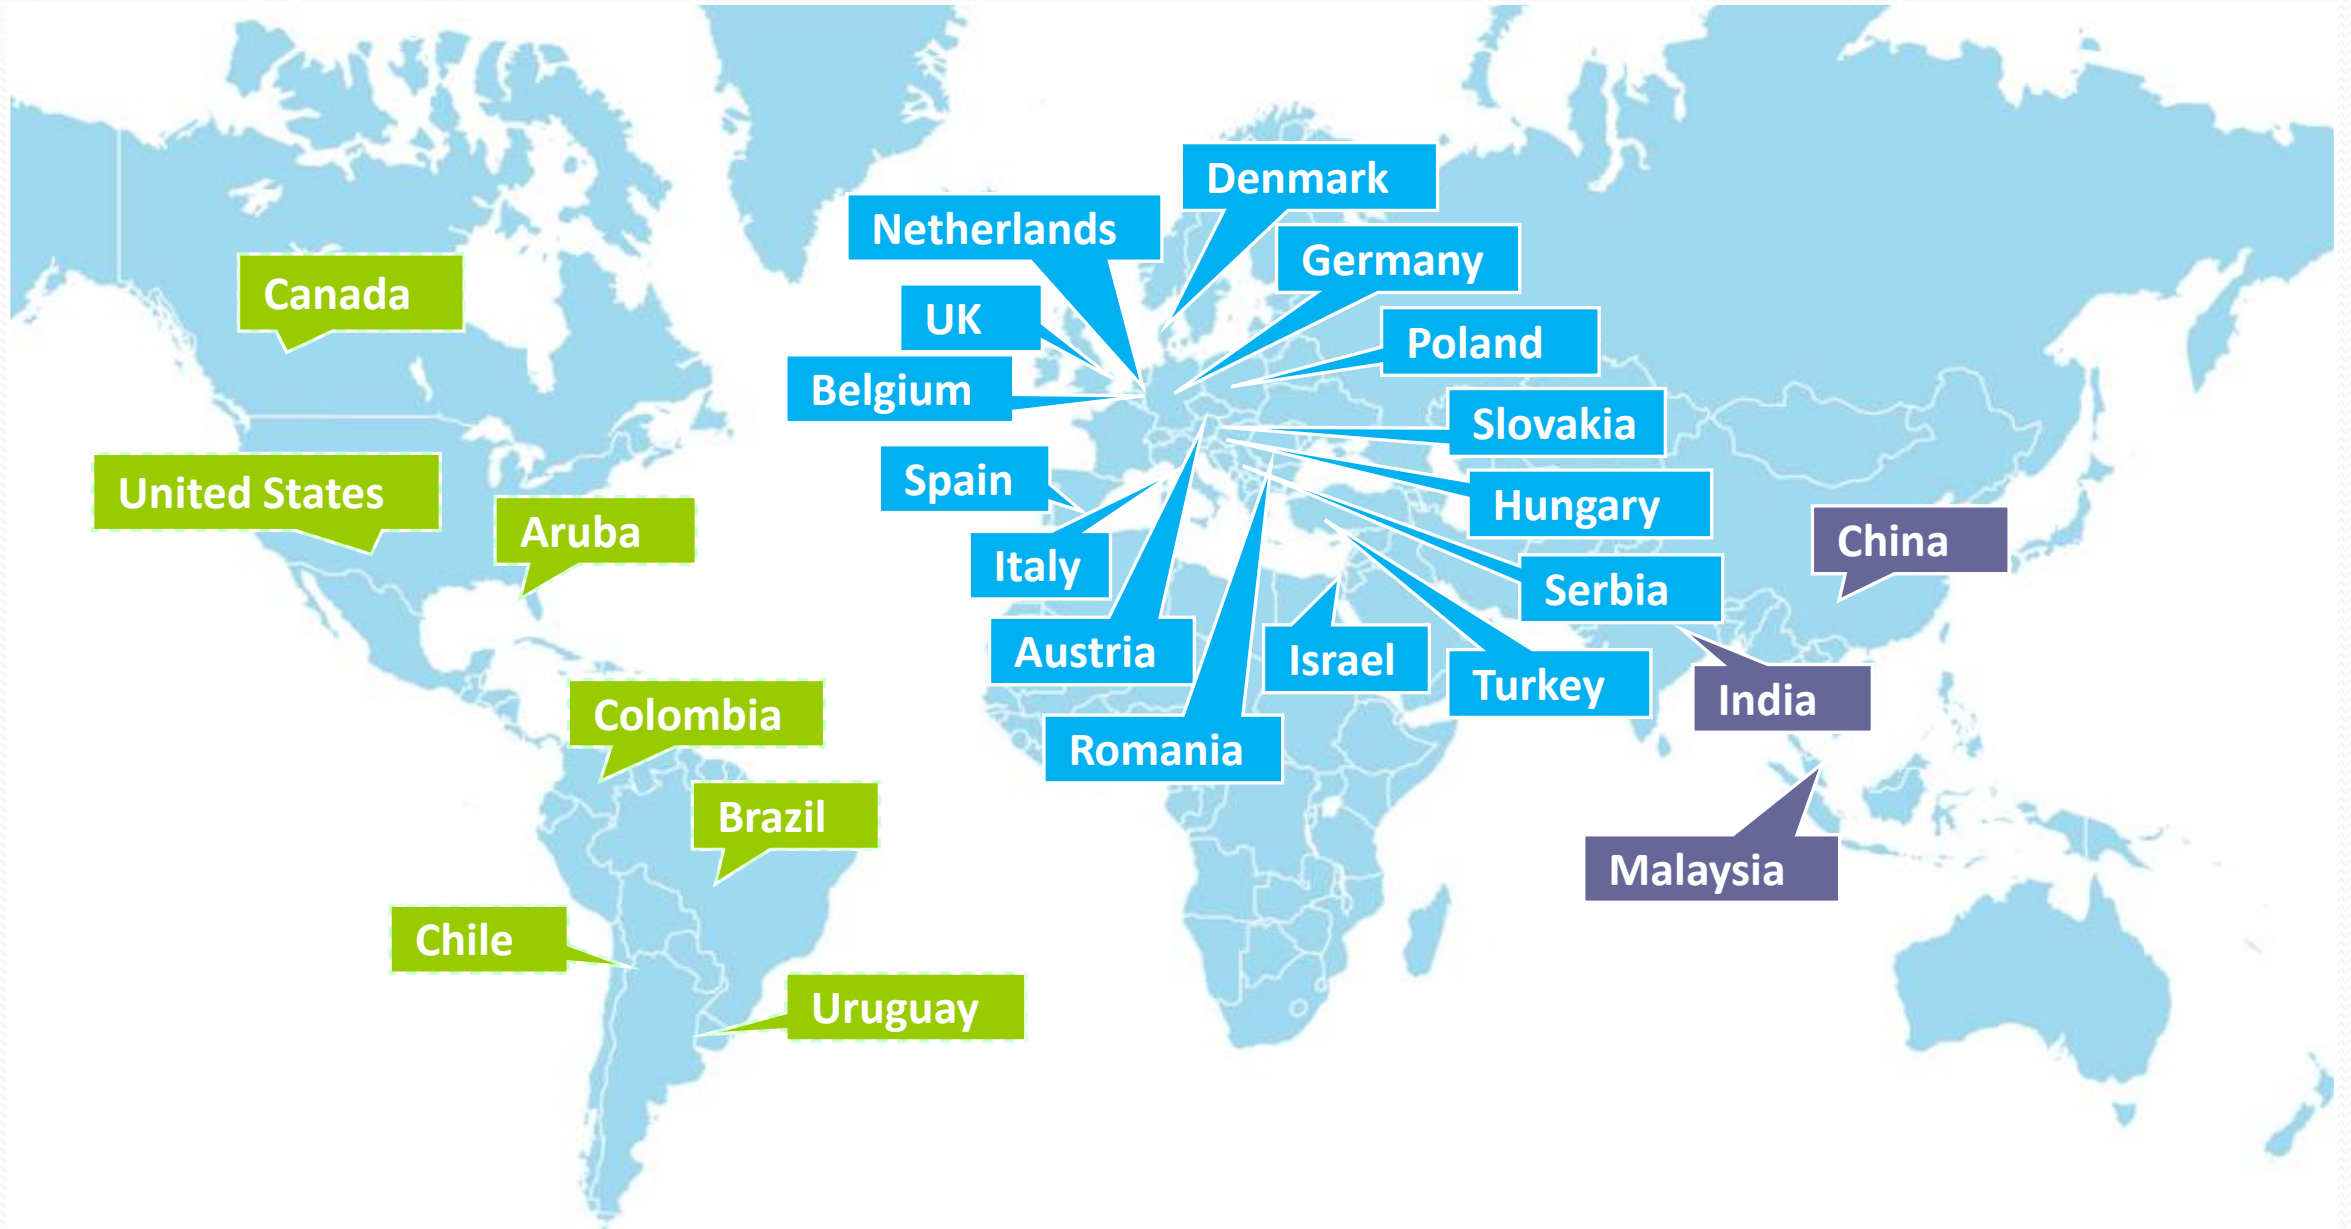 Denmark
Netherlands
Germany
Canada
UK
Poland
Belgium
Slovakia
United States
Spain
Hungary
Aruba
China
Italy
Serbia
Austria
Israel
Turkey
India
Colombia
Romania
Brazil
Malaysia
Chile
Uruguay